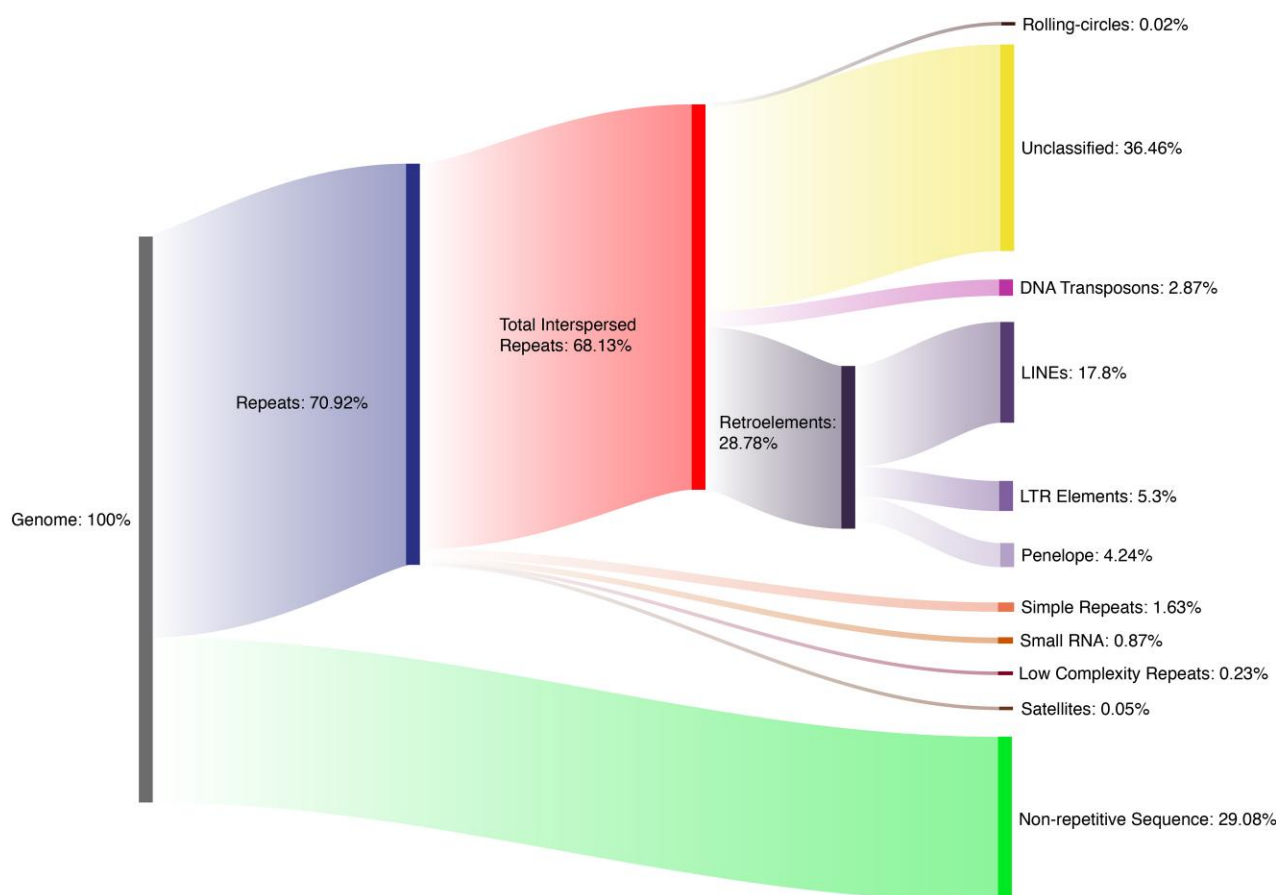 Rolling-circles: 0.02%
Unclassified: 36.46%
DNA Transposons: 2.87%
Total Interspersed
Repeats: 68.13%
LINEs: 17.8%
Repeats: 70.92%
Retroelements:
28.78%
LTR Elements: 5.3%
Genome: 100%
Penelope: 4.24%
Simple Repeats: 1.63%
Small RNA: 0.87%
Low Complexity Repeats: 0.23%
Satellites: 0.05%
Non-repetitive Sequence: 29.08%